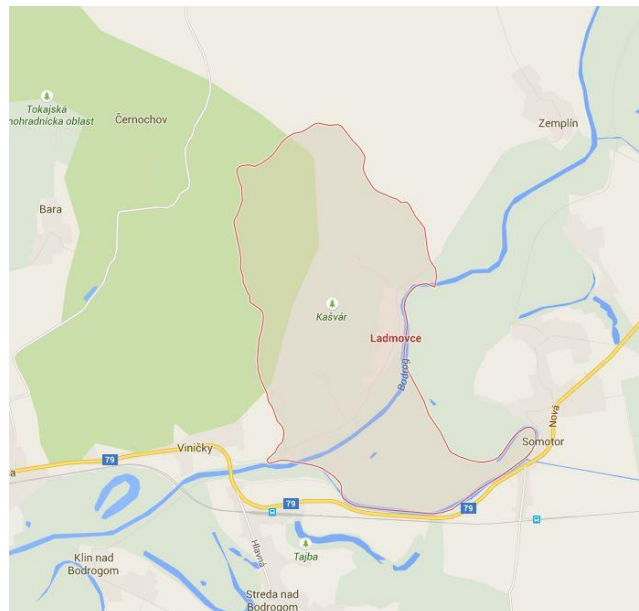 Tokajská
nohradnícka oblasť
Černochov
Zemplín
Bara
Kašvár
Ladmovce
Bodrog
Nová
Somotor
Viničky
79
a
79
79
Hlavná
Tajba
Klin nad
Bodrogom
Streda nad
Bodrogom